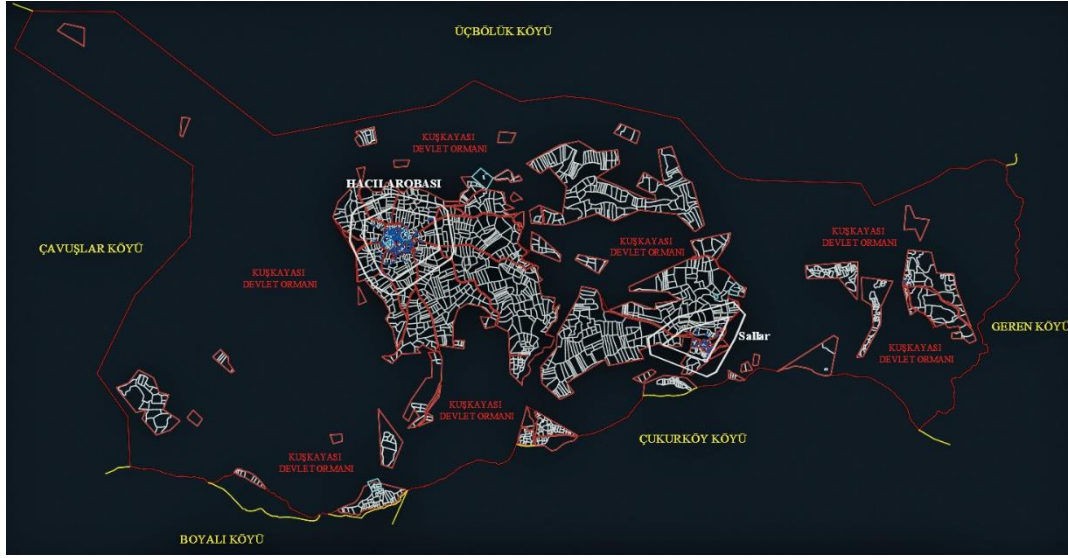 ÜÇBÖLÜK KÖYÜ
KUŞKAYASI
DEVLET ORMANI
HACILAROBASI
ÇAVUŞLAR KÖYÜ
KUŞKAYASI
DEVLET ORMANI
KUŞKAYASI
DEVLET ORMANI
KUŞKAYASI
DEVLET ORMANI
GEREN KÖYÜ
Sallar
KUŞKAYASI
DEVLET ORMANI
KUŞKAYASI
DEVLET ORMANI
ÇUKURKÖY KÖYÜ
KUŞKAYASI
DEVLET ORMANI
BOYALI KÖYÜ